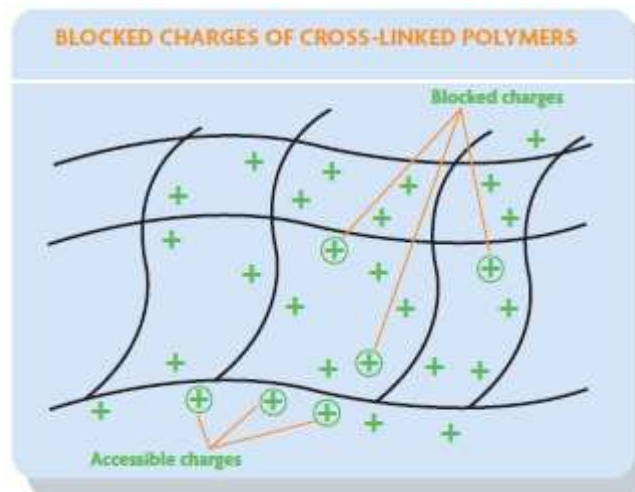 BLOCKED CHARGES OF CROSS-LINKED POLYMERS
Blocked charges
Accessible charges